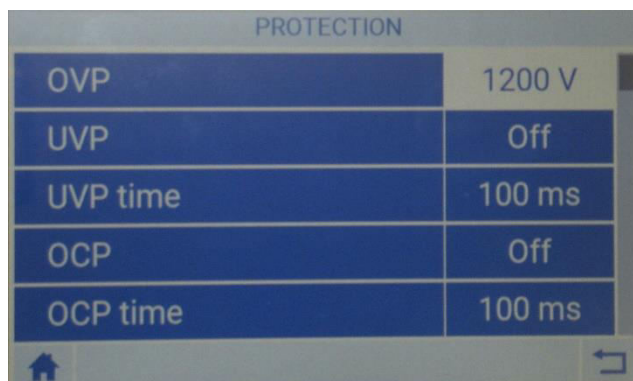 PROTECTION
OVP 1200 V
UVP Off
UVP time 100 ms
OCP Off
OCP time 100 ms